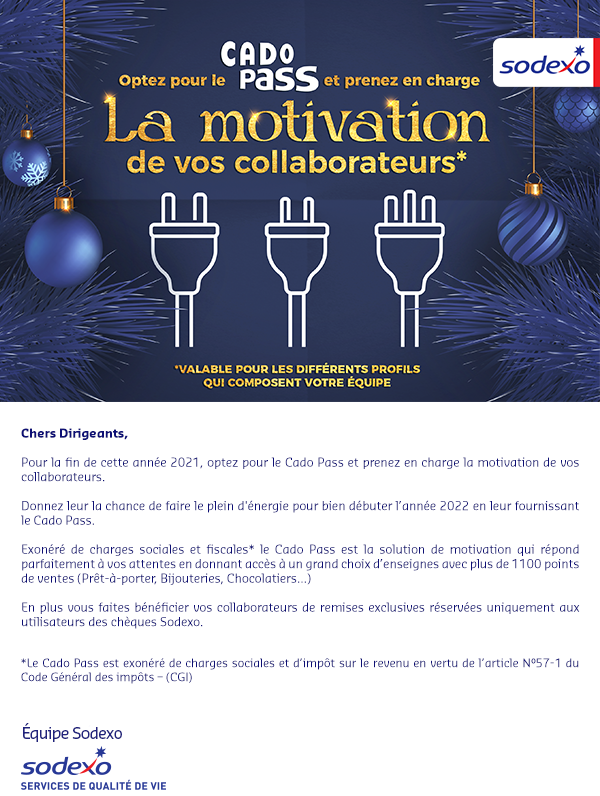 CADO
PASS
Optez pour le
et prenez en charge
sodexo
La motivation
de vos collaborateurs*
*VALABLE POUR LES DIFFÉRENTS PROFILS
QUI COMPOSENT VOTRE ÉQUIPE
Chers Dirigeants,
Pour la fin de cette année 2021, optez pour le Cado Pass et prenez en charge la motivation de vos
collaborateurs.
Donnez leur la chance de faire le plein d'énergie pour bien débuter l'année 2022 en leur fournissant
le Cado Pass.
Exonéré de charges sociales et fiscales* le Cado Pass est la solution de motivation qui répond
parfaitement à vos attentes en donnant accès à un grand choix d'enseignes avec plus de 1100 points
de ventes (Prêt-à-porter, Bijouteries, Chocolatiers...)
En plus vous faites bénéficier vos collaborateurs de remises exclusives réservées uniquement aux
utilisateurs des chèques Sodexo.
*Le Cado Pass est exonéré de charges sociales et d'impôt sur le revenu en vertu de l'article Nº57-1 du
Code Général des impôts – (CGI)
Équipe Sodexo
sodexo
SERVICES DE QUALITÉ DE VIE